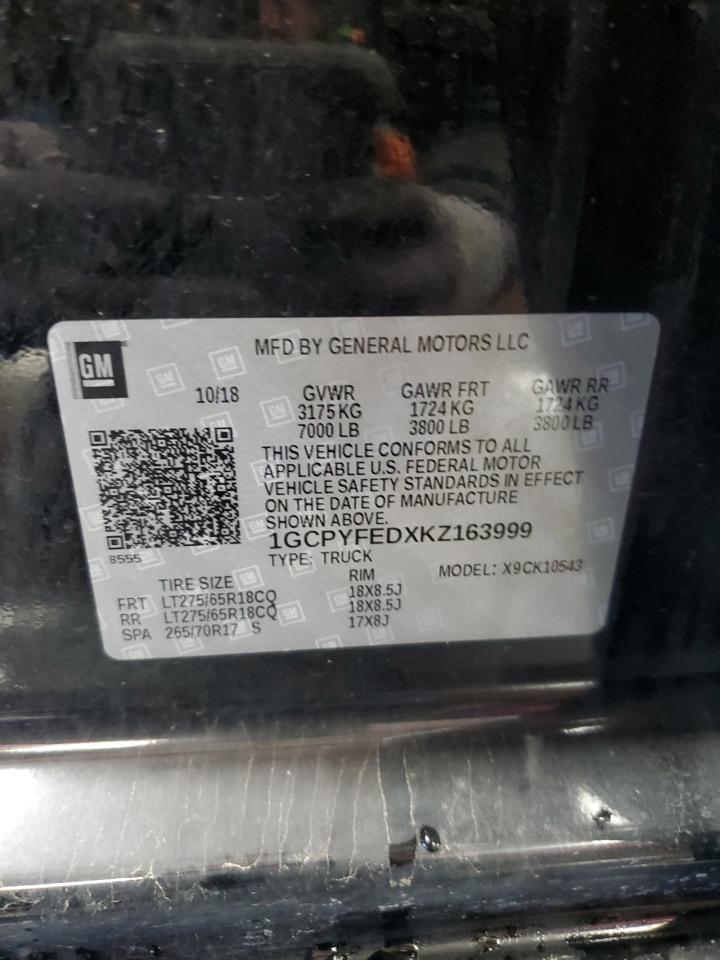 GM
MFD BY GENERAL MOTORS LLC
10/18 GVWR GAWR FRT GAWR RR
3175 KG 1724 KG 1724 KG
7000 LB 3800 LB 3800 LB
THIS VEHICLE CONFORMS TO ALL
APPLICABLE U.S. FEDERAL MOTOR
VEHICLE SAFETY STANDARDS IN EFFECT
ON THE DATE OF MANUFACTURE
SHOWN ABOVE.
1GCPYFEDXKZ163999
8555
TYPE: TRUCK
MODEL: X9CK10543
TIRE SIZE RIM
FRT LT275/65R18CQ 18X8.5J
RR LT275/65R18CQ 18X8.5J
SPA 265/70R17 S 17X8J